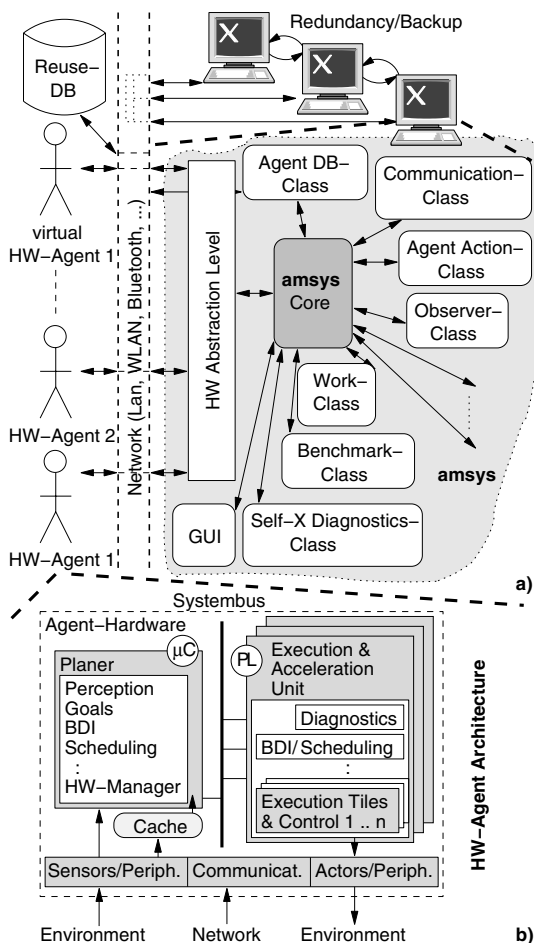 Redundancy/Backup
X
X
X
Reuse–
DB
virtual
HW–Agent 1
HW–Agent 2
HW–Agent 1
Network (Lan, WLAN, Bluetooth, ...)
HW Abstraction Level
Agent DB–
Class
Communication–
Class
amsys
Core
Agent Action–
Class
Observer–
Class
Work–
Class
Benchmark–
Class
amsys
GUI
Self–X Diagnostics–
Class
a)
Systembus
Agent–Hardware
µC
Planer
Perception
Goals
BDI
Scheduling
:
HW–Manager
Cache
PL
Execution &
Acceleration
Unit
Diagnostics
BDI/Scheduling
:
Execution Tiles
& Control 1 .. n
HW–Agent Architecture
Sensors/Periph.
Communicat.
Actors/Periph.
Environment
Network
Environment
b)